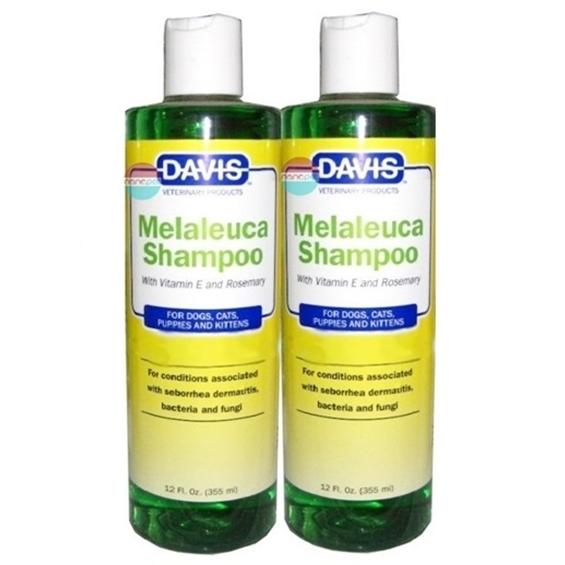 DAVIS
VETERINARY PRODUCTS
Melaleuca
Shampoo
With Vitamin E and Rosemary
FOR DOGS, CATS,
PUPPIES AND KITTENS
For conditions associated
with seborrhea dermatitis,
bacteria and fungi
12 Fl. Oz. (355 ml)
DAVIS
VETERINARY PRODUCTS
Melaleuca
Shampoo
With Vitamin E and Rosemary
FOR DOGS, CATS,
PUPPIES AND KITTENS
For conditions associated
with seborrhea dermatitis,
bacteria and fungi
12 Fl. Oz. (355 ml)